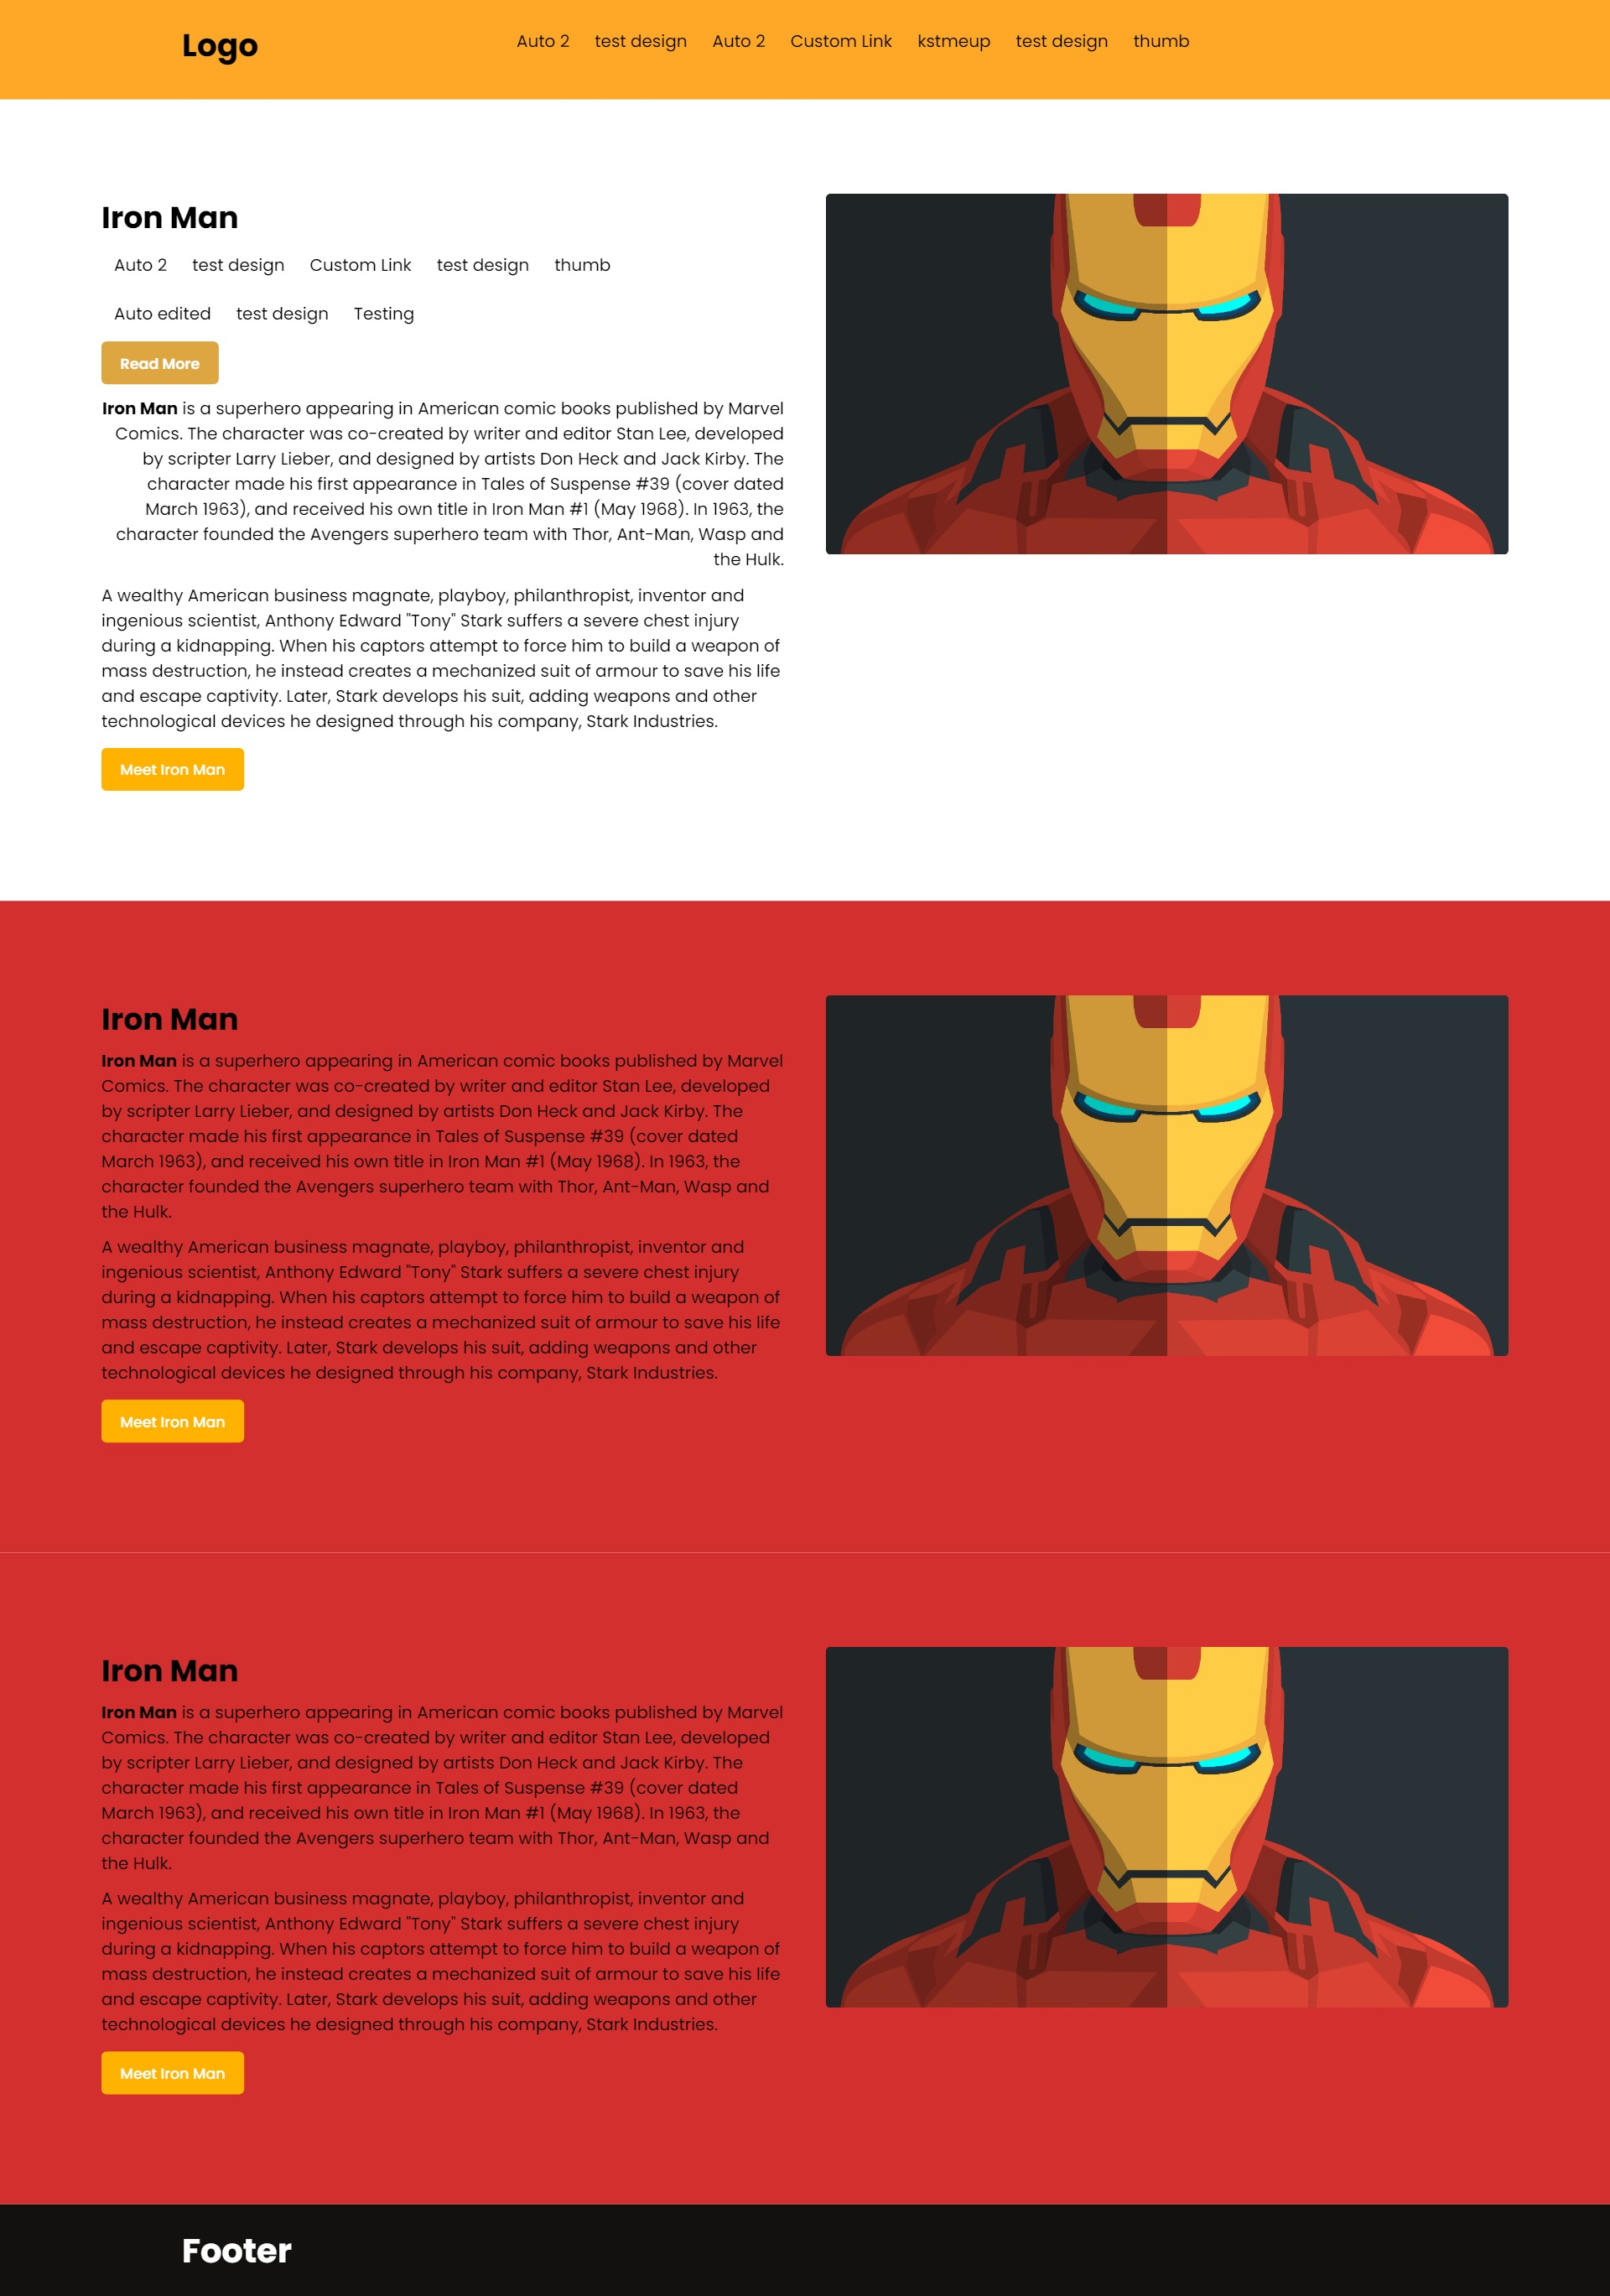 Logo
Auto 2 test design Auto 2 Custom Link kstmeup test design thumb
Iron Man
Auto 2 test design Custom Link test design thumb
Auto edited test design Testing
Read More
Iron Man is a superhero appearing in American comic books published by Marvel
Comics. The character was co-created by writer and editor Stan Lee, developed
by scripter Larry Lieber, and designed by artists Don Heck and Jack Kirby. The
character made his first appearance in Tales of Suspense #39 (cover dated
March 1963), and received his own title in Iron Man #1 (May 1968). In 1963, the
character founded the Avengers superhero team with Thor, Ant-Man, Wasp and
the Hulk.
A wealthy American business magnate, playboy, philanthropist, inventor and
ingenious scientist, Anthony Edward "Tony" Stark suffers a severe chest injury
during a kidnapping. When his captors attempt to force him to build a weapon of
mass destruction, he instead creates a mechanized suit of armour to save his life
and escape captivity. Later, Stark develops his suit, adding weapons and other
technological devices he designed through his company, Stark Industries.
Meet Iron Man
Iron Man
Iron Man is a superhero appearing in American comic books published by Marvel
Comics. The character was co-created by writer and editor Stan Lee, developed
by scripter Larry Lieber, and designed by artists Don Heck and Jack Kirby. The
character made his first appearance in Tales of Suspense #39 (cover dated
March 1963), and received his own title in Iron Man #1 (May 1968). In 1963, the
character founded the Avengers superhero team with Thor, Ant-Man, Wasp and
the Hulk.
A wealthy American business magnate, playboy, philanthropist, inventor and
ingenious scientist, Anthony Edward "Tony" Stark suffers a severe chest injury
during a kidnapping. When his captors attempt to force him to build a weapon of
mass destruction, he instead creates a mechanized suit of armour to save his life
and escape captivity. Later, Stark develops his suit, adding weapons and other
technological devices he designed through his company, Stark Industries.
Meet Iron Man
Iron Man
Iron Man is a superhero appearing in American comic books published by Marvel
Comics. The character was co-created by writer and editor Stan Lee, developed
by scripter Larry Lieber, and designed by artists Don Heck and Jack Kirby. The
character made his first appearance in Tales of Suspense #39 (cover dated
March 1963), and received his own title in Iron Man #1 (May 1968). In 1963, the
character founded the Avengers superhero team with Thor, Ant-Man, Wasp and
the Hulk.
A wealthy American business magnate, playboy, philanthropist, inventor and
ingenious scientist, Anthony Edward "Tony" Stark suffers a severe chest injury
during a kidnapping. When his captors attempt to force him to build a weapon of
mass destruction, he instead creates a mechanized suit of armour to save his life
and escape captivity. Later, Stark develops his suit, adding weapons and other
technological devices he designed through his company, Stark Industries.
Meet Iron Man
Footer